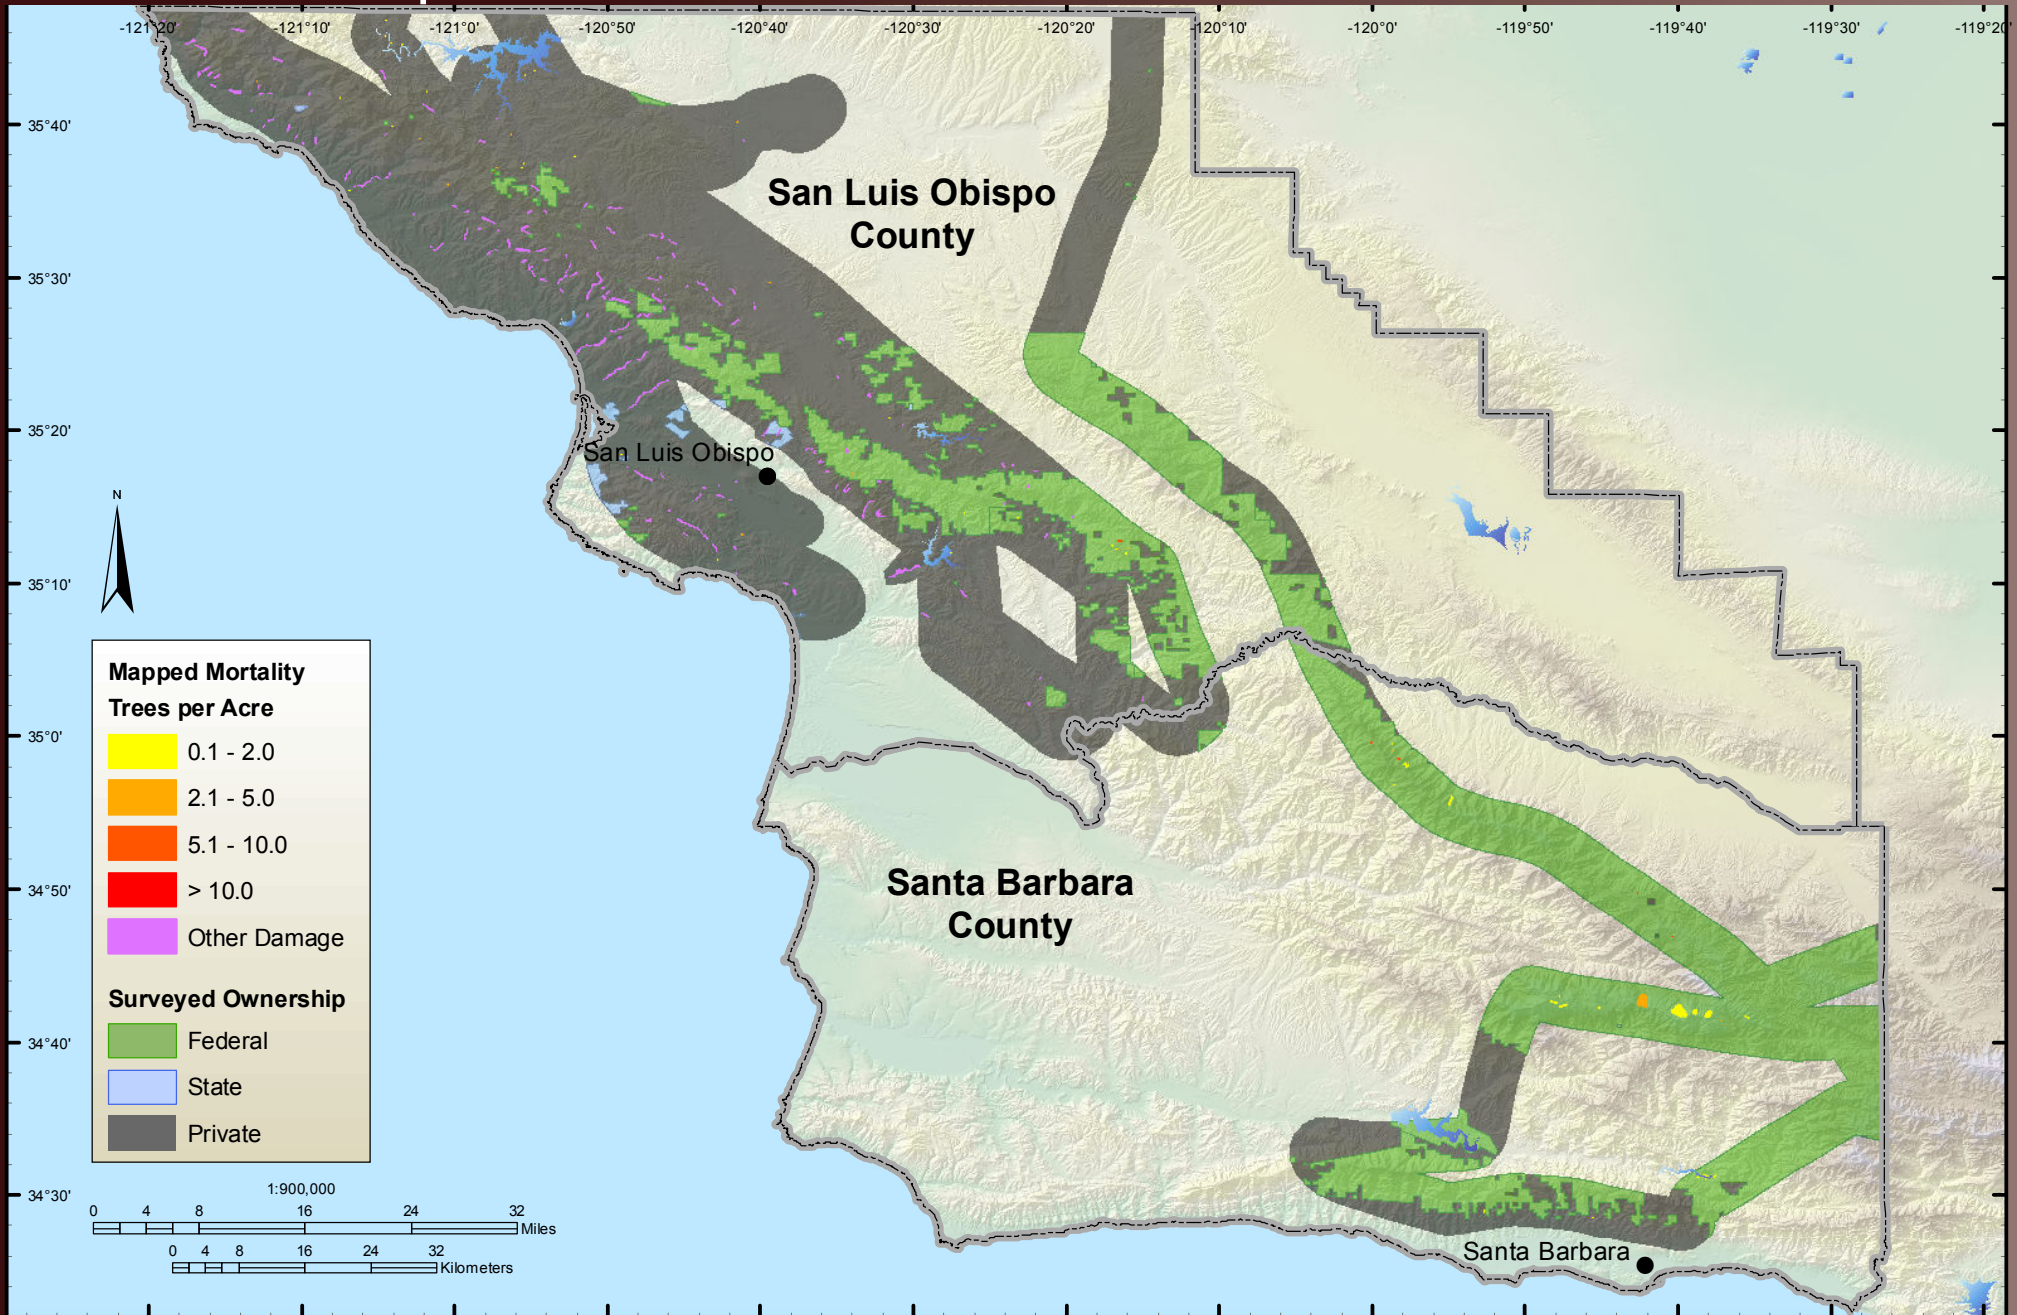 -121°20'
-121°10'
-121°0'
-120°50'
-120°40'
-120°30'
-120°20'
-120°10'
-120°0'
-119°50'
-119°40'
-119°30'
-119°20'
35°40'
35°30'
35°20'
35°10'
35°0'
34°50'
34°40'
34°30'
San Luis Obispo
County
San Luis Obispo
N
Santa Barbara
County
Santa Barbara
Mapped Mortality
Trees per Acre
0.1 - 2.0
2.1 - 5.0
5.1 - 10.0
> 10.0
Other Damage
Surveyed Ownership
Federal
State
Private
1:900,000
0 4 8 16 24 32
Miles
0 4 8 16 24 32
Kilometers